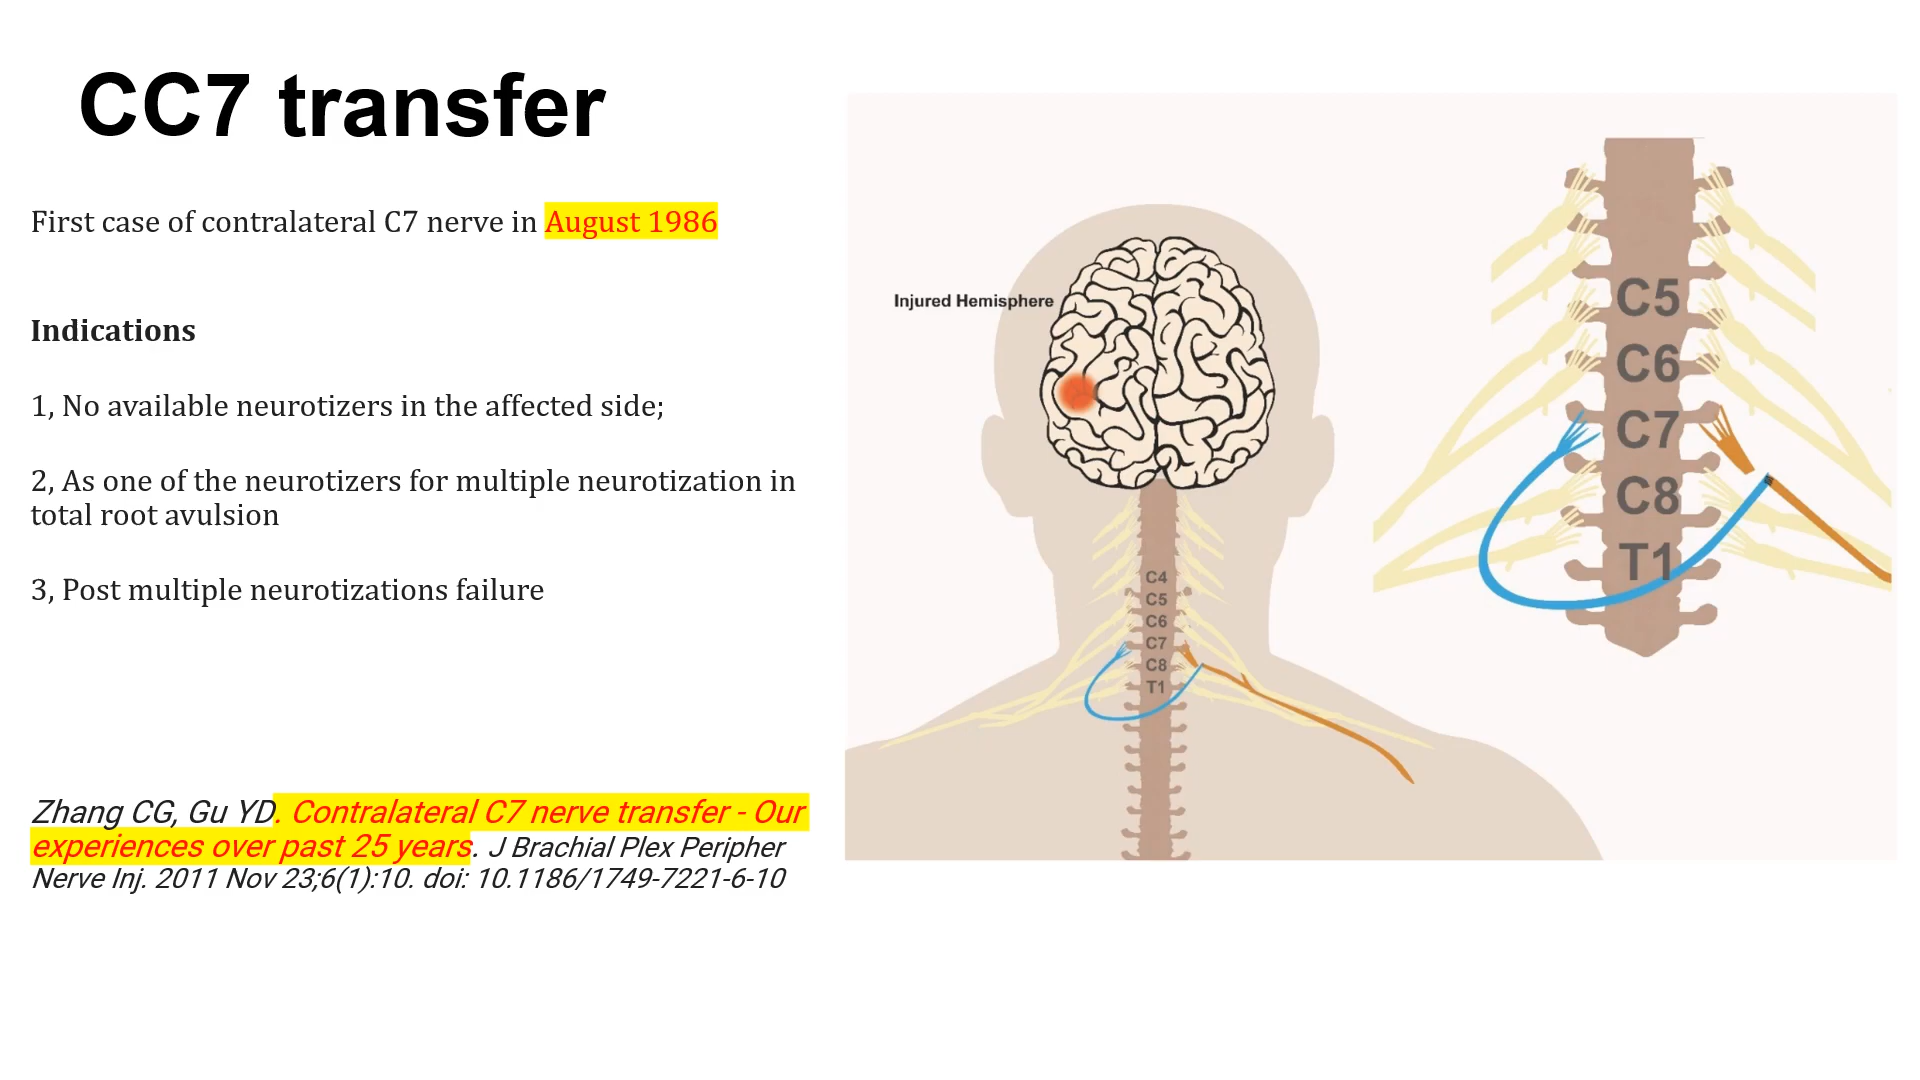 CC7 transfer
First case of contralateral C7 nerve in August 1986
Indications
1, No available neurotizers in the affected side;
2, As one of the neurotizers for multiple neurotization in
total root avulsion
3, Post multiple neurotizations failure
Zhang CG, Gu YD. Contralateral C7 nerve transfer - Our
experiences over past 25 years. J Brachial Plex Peripher
Nerve Inj. 2011 Nov 23;6(1):10. doi: 10.1186/1749-7221-6-10
Injured Hemisphere
C4
C5
C6
C7
C8
T1
C5
C6
C7
C8
T1